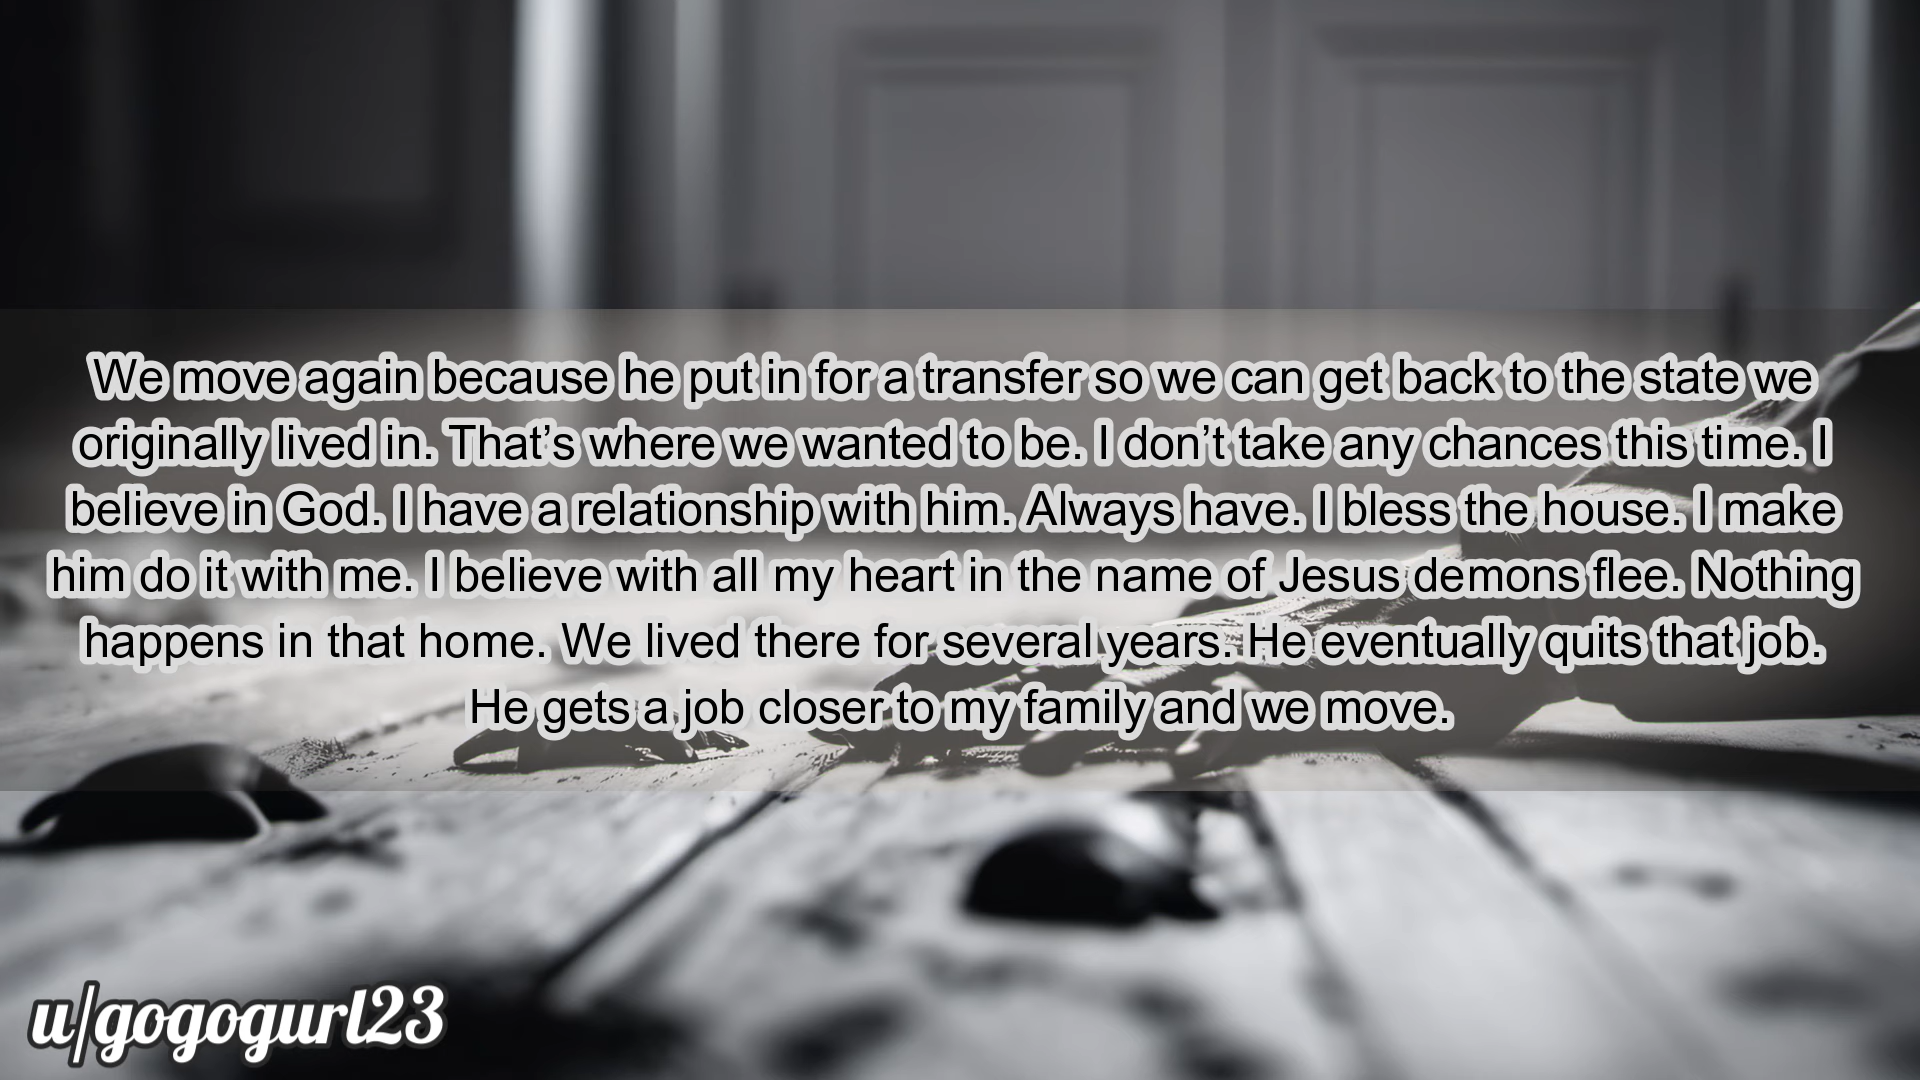 We move again because he put in for a transfer so we can get back to the state we
originally lived in. That’s where we wanted to be. I don’t take any chances this time. I
believe in God. I have a relationship with him. Always have. I bless the house. I make
him do it with me. I believe with all my heart in the name of Jesus demons flee. Nothing
happens in that home. We lived there for several years. He eventually quits that job.
He gets a job closer to my family and we move.
u/gogogurl23